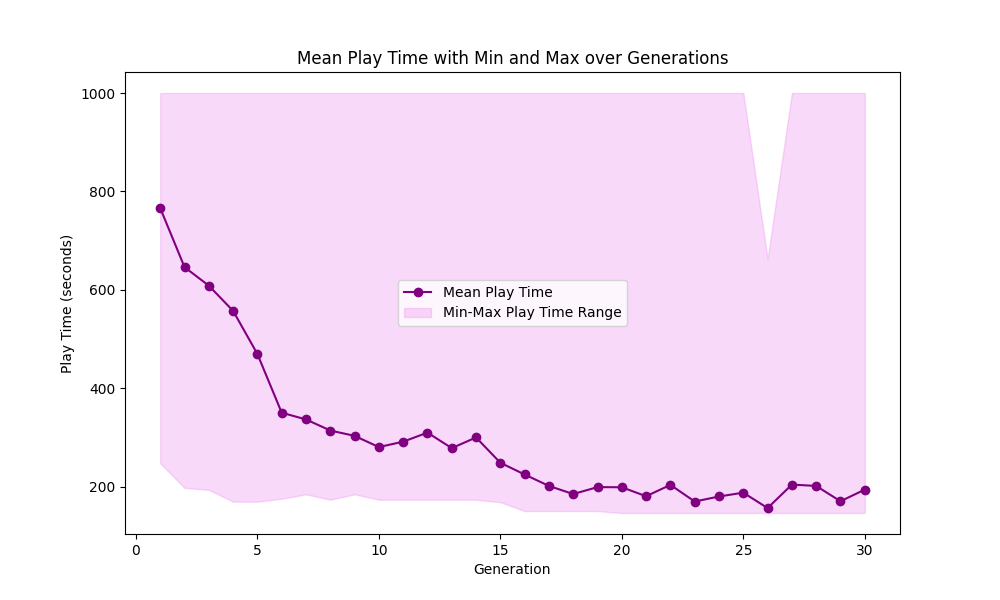 Mean Play Time with Min and Max over Generations
1000
800
600
400
200
Play Time (seconds)
Mean Play Time
Min-Max Play Time Range
0 5 10 15 20 25 30
Generation